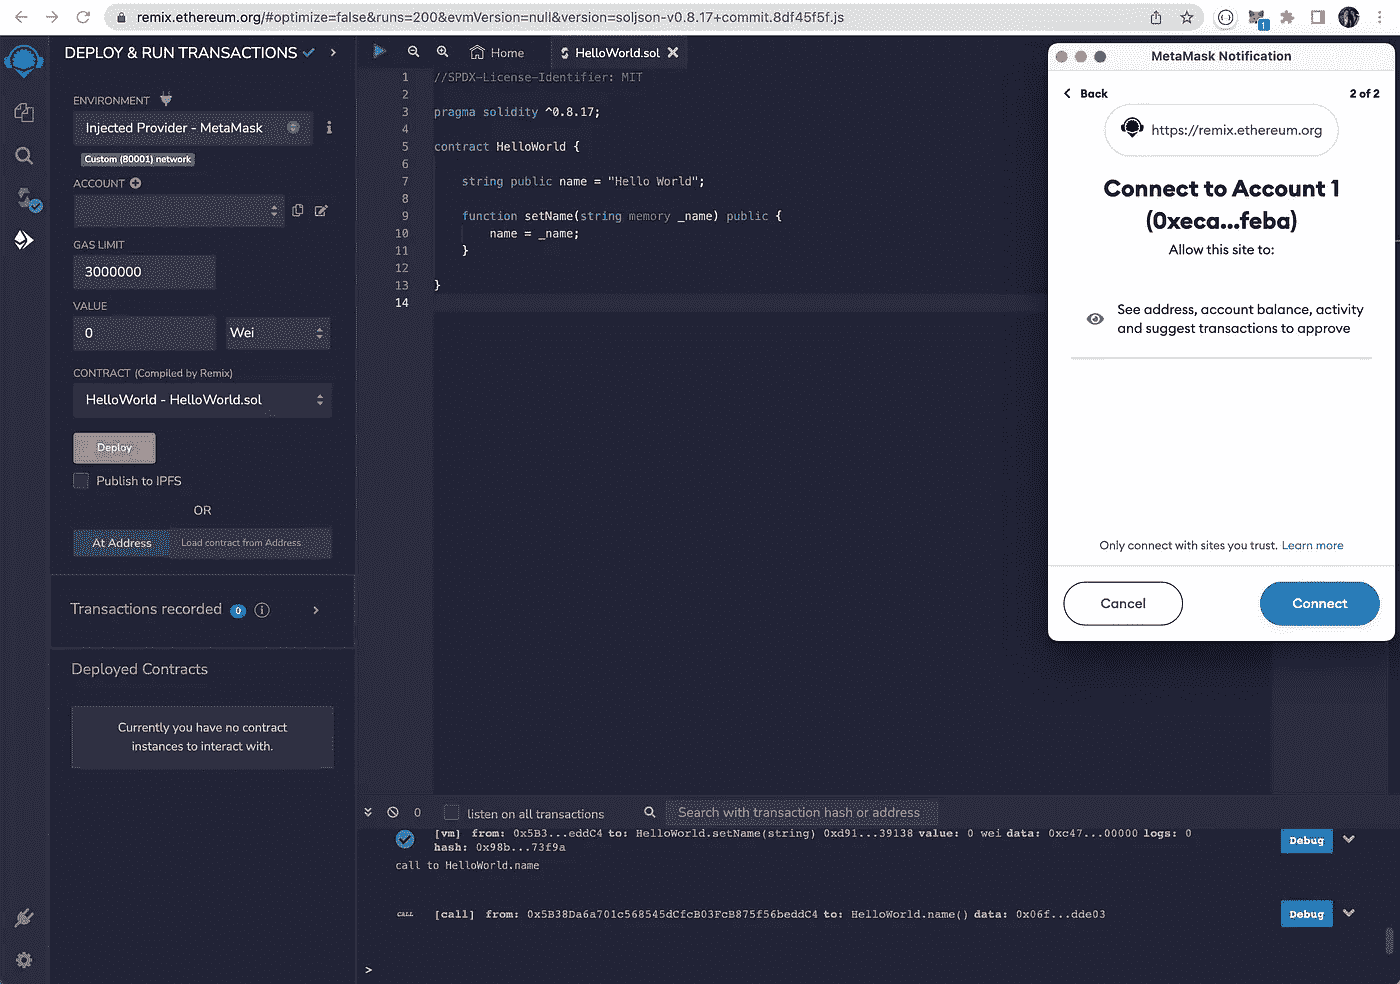 remix.ethereum.org/#optimize=false&runs=200&evmVersion=null&version=soljson-v0.8.17+commit.8df45f5f.js
1
DEPLOY & RUN TRANSACTIONS
ENVIRONMENT
Injected Provider - MetaMask
Custom (80001) network
ACCOUNT
GAS LIMIT
3000000
VALUE
0
Wei
CONTRACT (Compiled by Remix)
HelloWorld - HelloWorld.sol
Deploy
Publish to IPFS
OR
At Address
Load contract from Address
Transactions recorded 0 i
Deployed Contracts
Currently you have no contract
instances to interact with.
Home
HelloWorld.sol
1 //SPDX-License-Identifier: MIT
2
3 pragma solidity ^0.8.17;
4
5 contract HelloWorld {
6
7 string public name = "Hello World";
8
9 function setName(string memory _name) public {
10 name = _name;
11 }
12
13 }
14
0
listen on all transactions
Search with transaction hash or address
[vm] from: 0x5B3...eddC4 to: HelloWorld.setName(string) 0xd91...39138 value: 0 wei data: 0xc47...00000 logs: 0
hash: 0x98b...73f9a
Debug
call to HelloWorld.name
CALL [call] from: 0x5B38Da6a701c568545dCfcB03FcB875f56beddC4 to: HelloWorld.name() data: 0x06f...dde03
Debug
>
MetaMask Notification
Back
2 of 2
https://remix.ethereum.org
Connect to Account 1
(0xeca...feba)
Allow this site to:
See address, account balance, activity
and suggest transactions to approve
Only connect with sites you trust. Learn more
Cancel
Connect